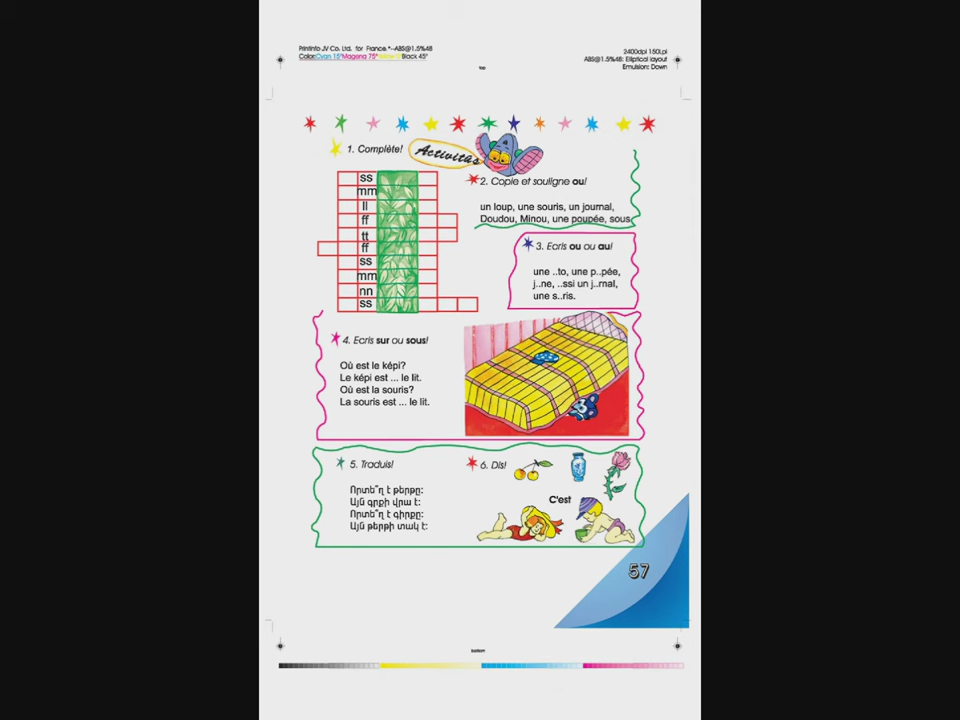 Printinfo JV Co. Ltd. for France.*--ABS@1.5%48
Color:Cyan 15°Magena 75° Black 45°
2400dpi 150Lpi
ABS@1.5%48: Elliptical layout
Emulsion: Down
1. Complète!
Activitas
ss
mm
ll
ff
tt
ff
ss
mm
nn
ss
2. Copie et souligne ou!
un loup, une souris, un journal,
Doudou, Minou, une poupée, sous
3. Ecris ou ou au!
une ..to, une p..pée,
j..ne, ..ssi un j..rnal,
une s..ris.
4. Ecris sur ou sous!
Où est le képi?
Le képi est ... le lit.
Où est la souris?
La souris est ... le lit.
5. Traduis!
Որտե՞ղ է թերթը:
Այն գրքի վրա է:
Որտե՞ղ է գիրքը:
Այն թերթի տակ է:
6. Dis!
C'est
57